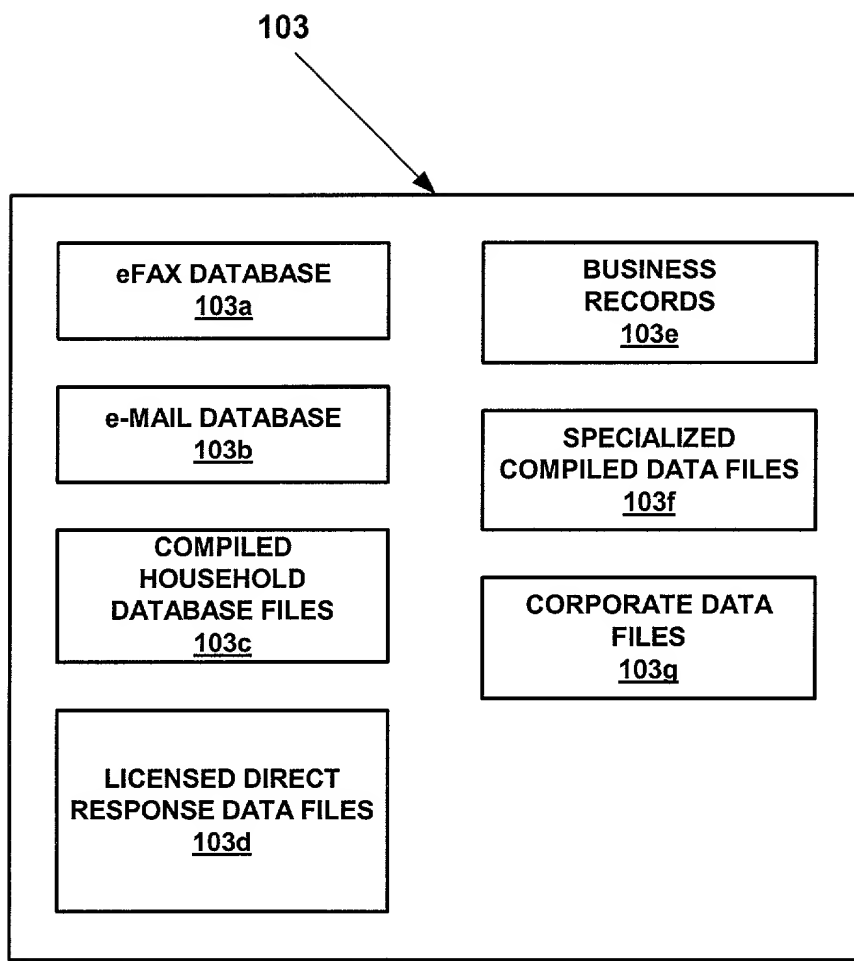 103
eFAX DATABASE
103a
e-MAIL DATABASE
103b
COMPILED
HOUSEHOLD
DATABASE FILES
103c
LICENSED DIRECT
RESPONSE DATA FILES
103d
BUSINESS
RECORDS
103e
SPECIALIZED
COMPILED DATA FILES
103f
CORPORATE DATA
FILES
103g